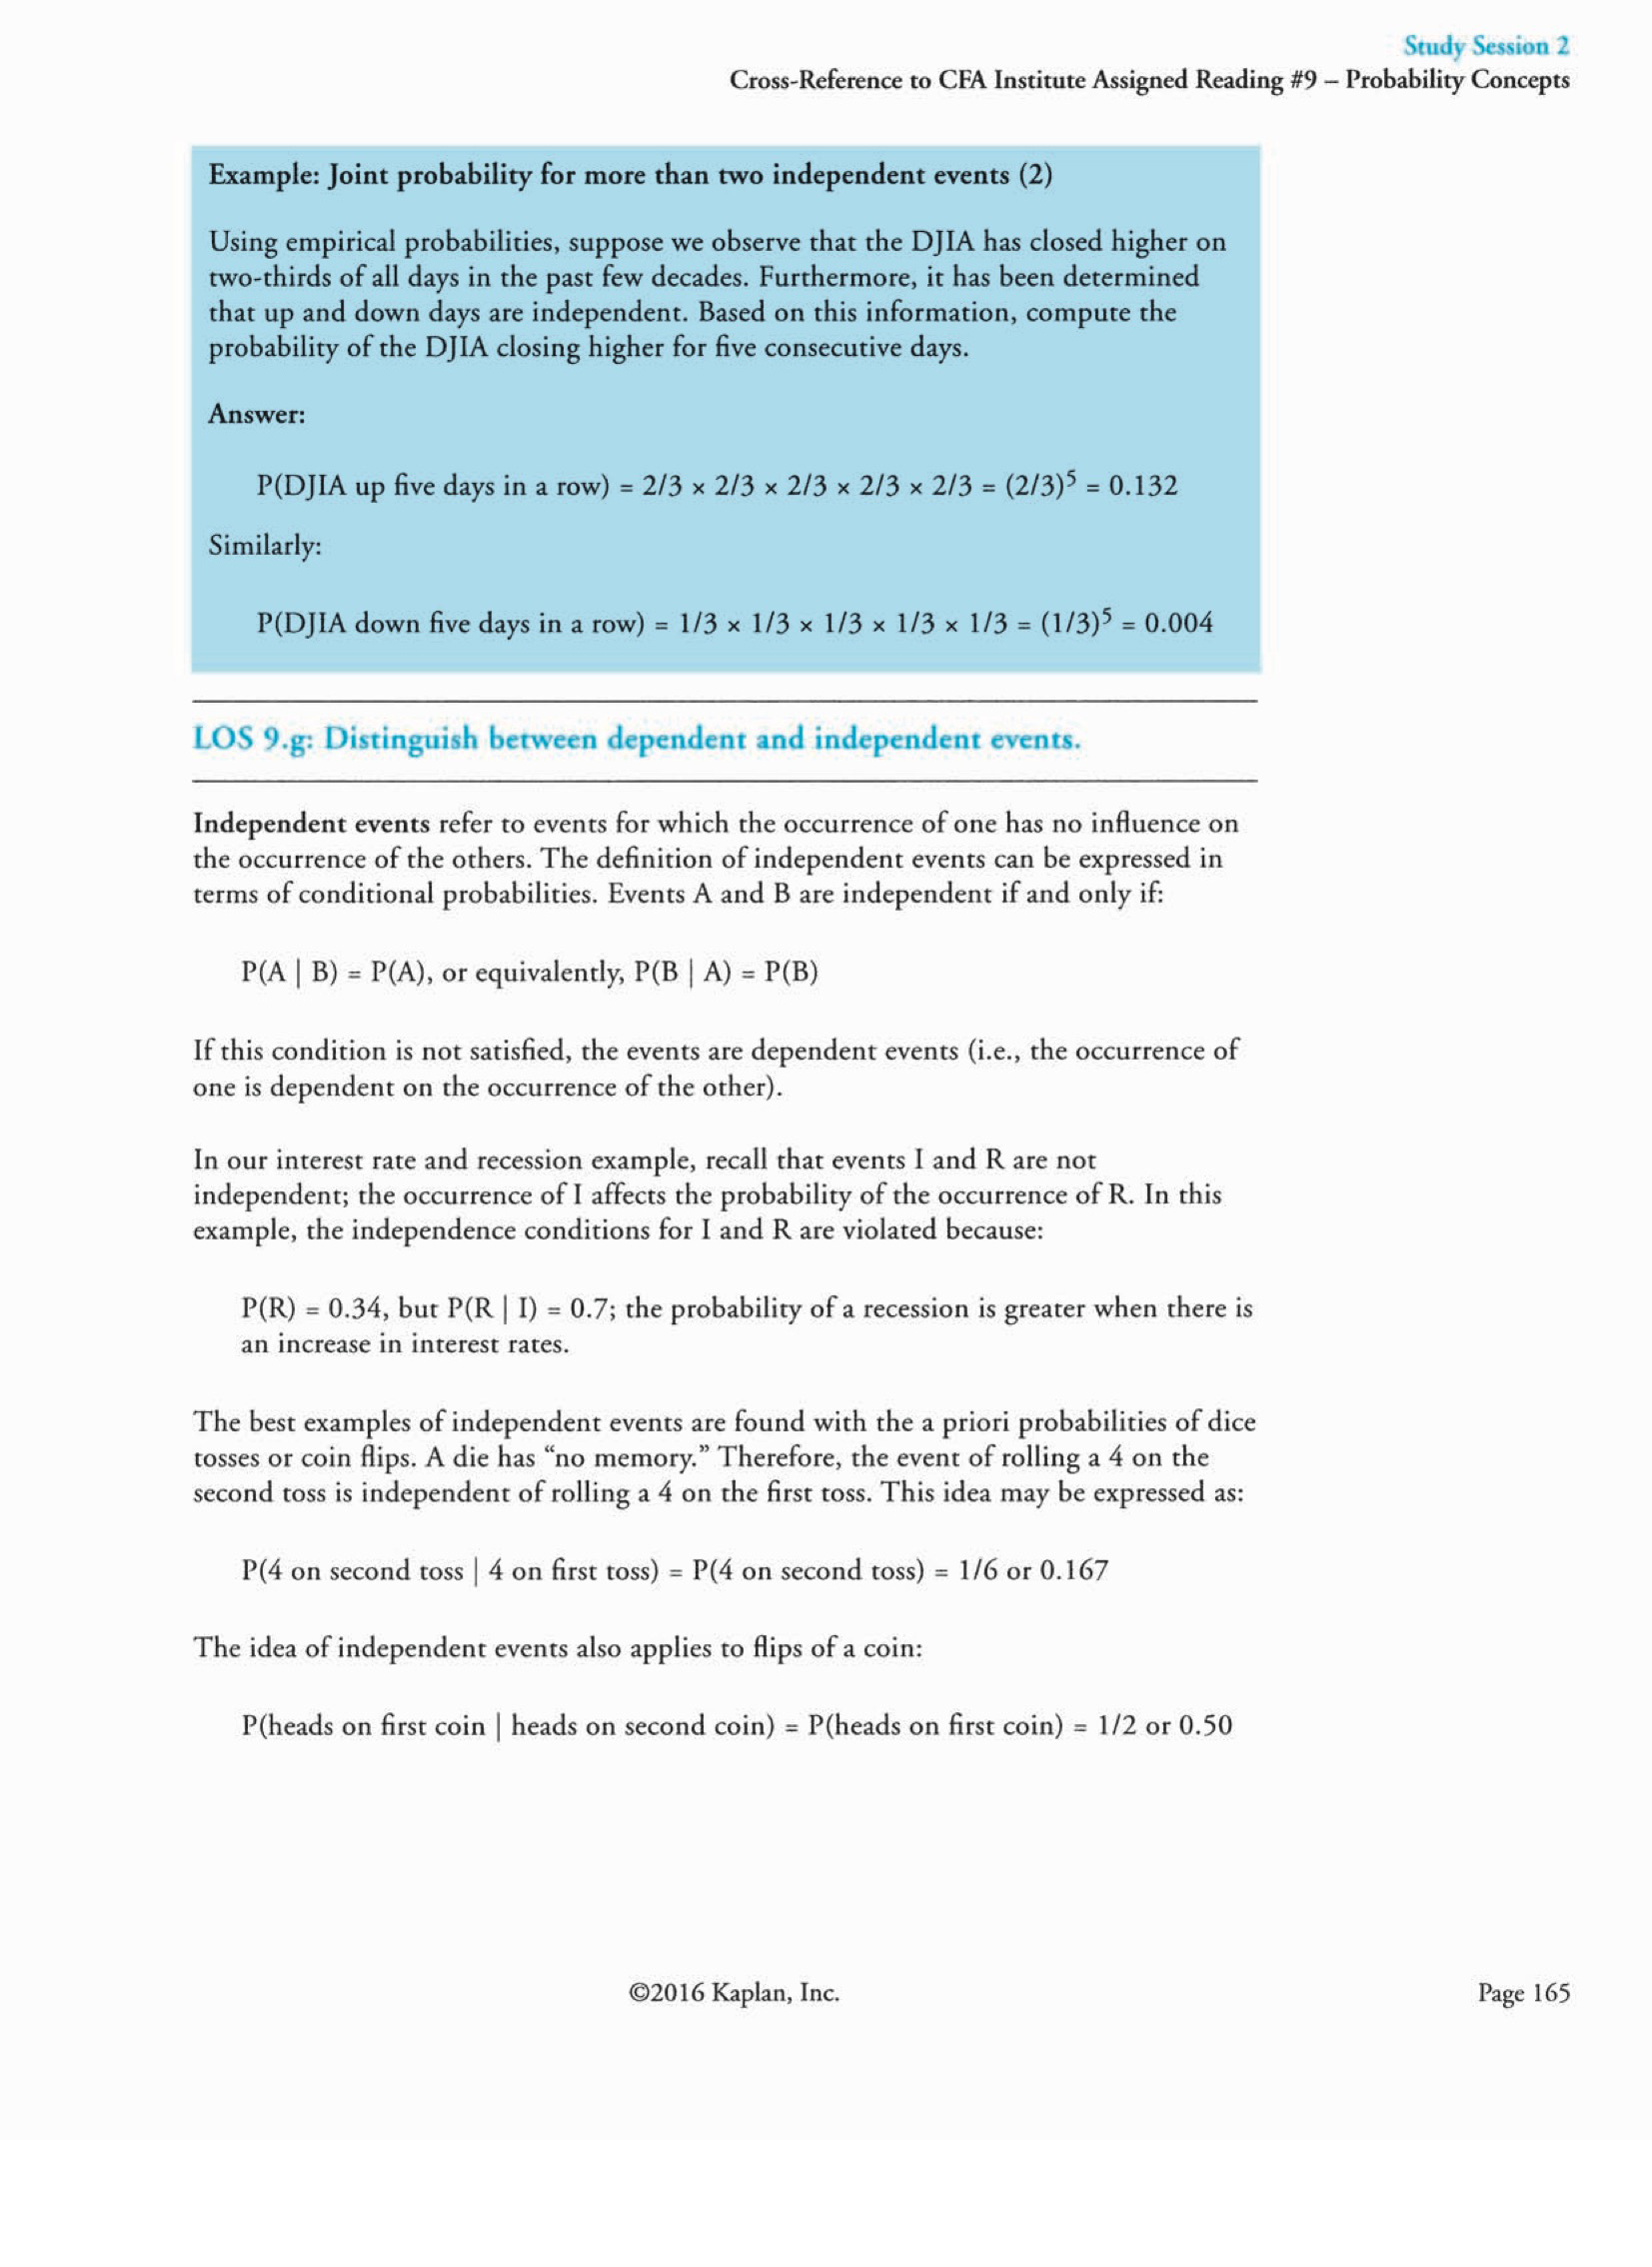 Study Session 2
Cross-Reference to CFA Institute Assigned Reading #9 – Probability Concepts
Example: Joint probability for more than two independent events (2)
Using empirical probabilities, suppose we observe that the DJIA has closed higher on
two-thirds of all days in the past few decades. Furthermore, it has been determined
that up and down days are independent. Based on this information, compute the
probability of the DJIA closing higher for five consecutive days.
Answer:
P(DJIA up five days in a row) = 2/3 × 2/3 × 2/3 × 2/3 × 2/3 = (2/3)⁵ = 0.132
Similarly:
P(DJIA down five days in a row) = 1/3 × 1/3 × 1/3 × 1/3 × 1/3 = (1/3)⁵ = 0.004
LOS 9.g: Distinguish between dependent and independent events.
Independent events refer to events for which the occurrence of one has no influence on
the occurrence of the others. The definition of independent events can be expressed in
terms of conditional probabilities. Events A and B are independent if and only if:
P(A | B) = P(A), or equivalently, P(B | A) = P(B)
If this condition is not satisfied, the events are dependent events (i.e., the occurrence of
one is dependent on the occurrence of the other).
In our interest rate and recession example, recall that events I and R are not
independent; the occurrence of I affects the probability of the occurrence of R. In this
example, the independence conditions for I and R are violated because:
P(R) = 0.34, but P(R | I) = 0.7; the probability of a recession is greater when there is
an increase in interest rates.
The best examples of independent events are found with the a priori probabilities of dice
tosses or coin flips. A die has “no memory.” Therefore, the event of rolling a 4 on the
second toss is independent of rolling a 4 on the first toss. This idea may be expressed as:
P(4 on second toss | 4 on first toss) = P(4 on second toss) = 1/6 or 0.167
The idea of independent events also applies to flips of a coin:
P(heads on first coin | heads on second coin) = P(heads on first coin) = 1/2 or 0.50
©2016 Kaplan, Inc.
Page 165